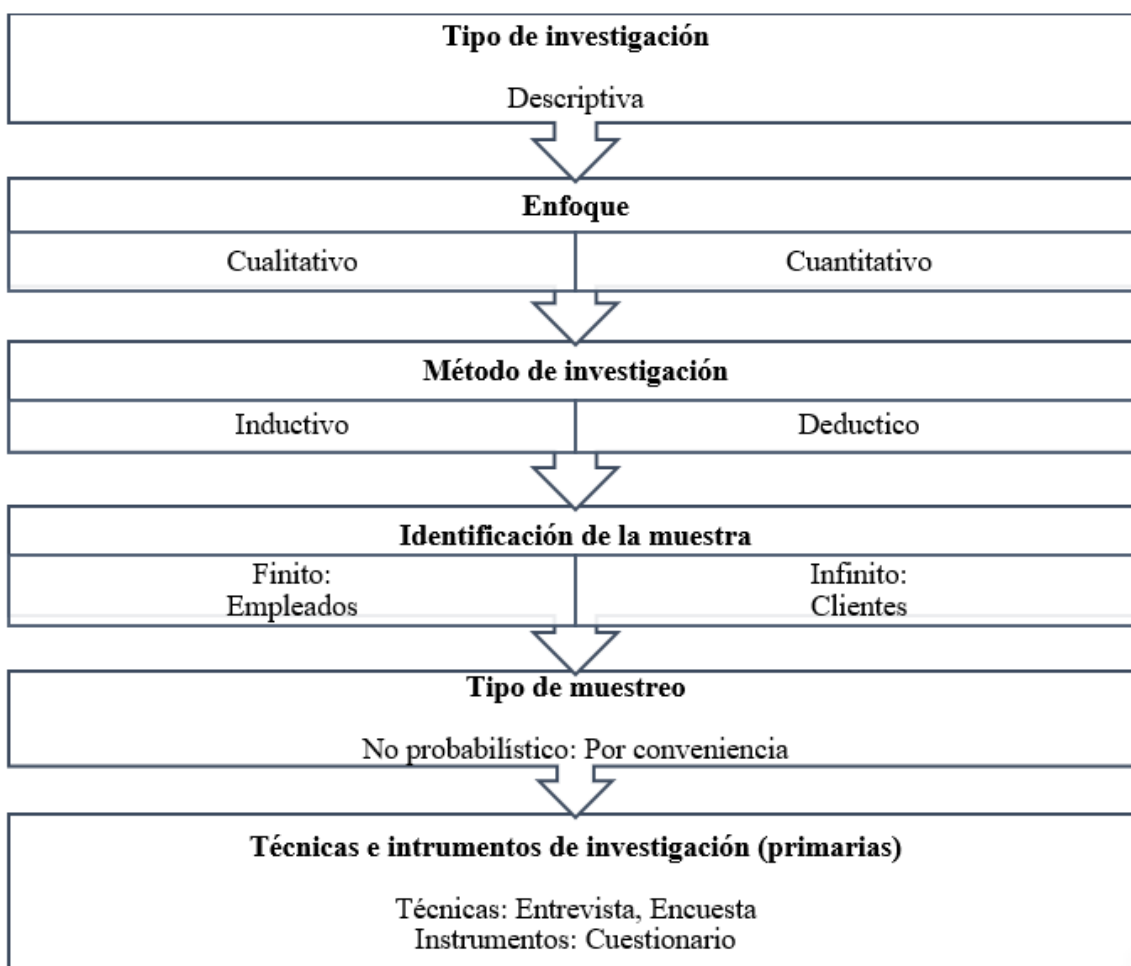 Tipo de investigación
Descriptiva
Enfoque
Cualitativo
Cuantitativo
Método de investigación
Inductivo
Deductico
Identificación de la muestra
Finito:
Empleados
Infinito:
Clientes
Tipo de muestreo
No probabilístico: Por conveniencia
Técnicas e intrumentos de investigación (primarias)
Técnicas: Entrevista, Encuesta
Instrumentos: Cuestionario